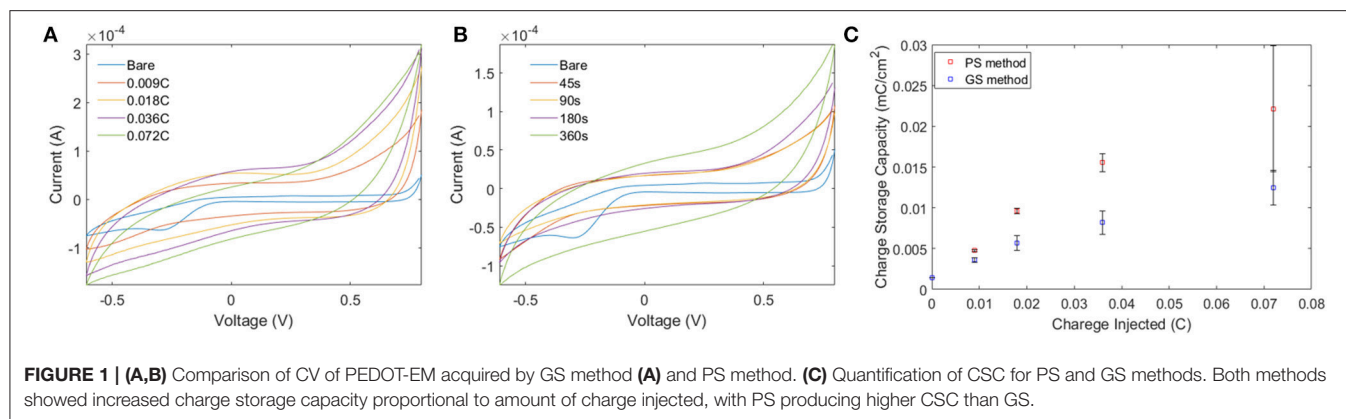 A
×10⁻⁴
3
2
1
0
-1
Current (A)
Bare
0.009C
0.018C
0.036C
0.072C
-0.5
0
0.5
Voltage (V)
B
×10⁻⁴
1.5
1
0.5
0
-0.5
-1
Current (A)
Bare
45s
90s
180s
360s
-0.5
0
0.5
Voltage (V)
C
0.03
0.025
0.02
0.015
0.01
0.005
0
Charge Storage Capacity (mC/cm²)
PS method
GS method
0 0.01 0.02 0.03 0.04 0.05 0.06 0.07 0.08
Charege Injected (C)
FIGURE 1 | (A,B) Comparison of CV of PEDOT-EM acquired by GS method (A) and PS method. (C) Quantification of CSC for PS and GS methods. Both methods
showed increased charge storage capacity proportional to amount of charge injected, with PS producing higher CSC than GS.